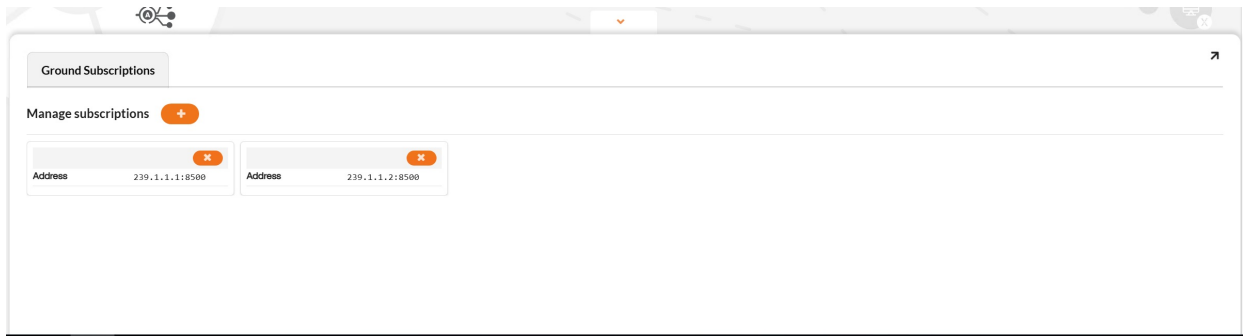 A
Ground Subscriptions
Manage subscriptions +
Address 239.1.1.1:8500
Address 239.1.1.2:8500